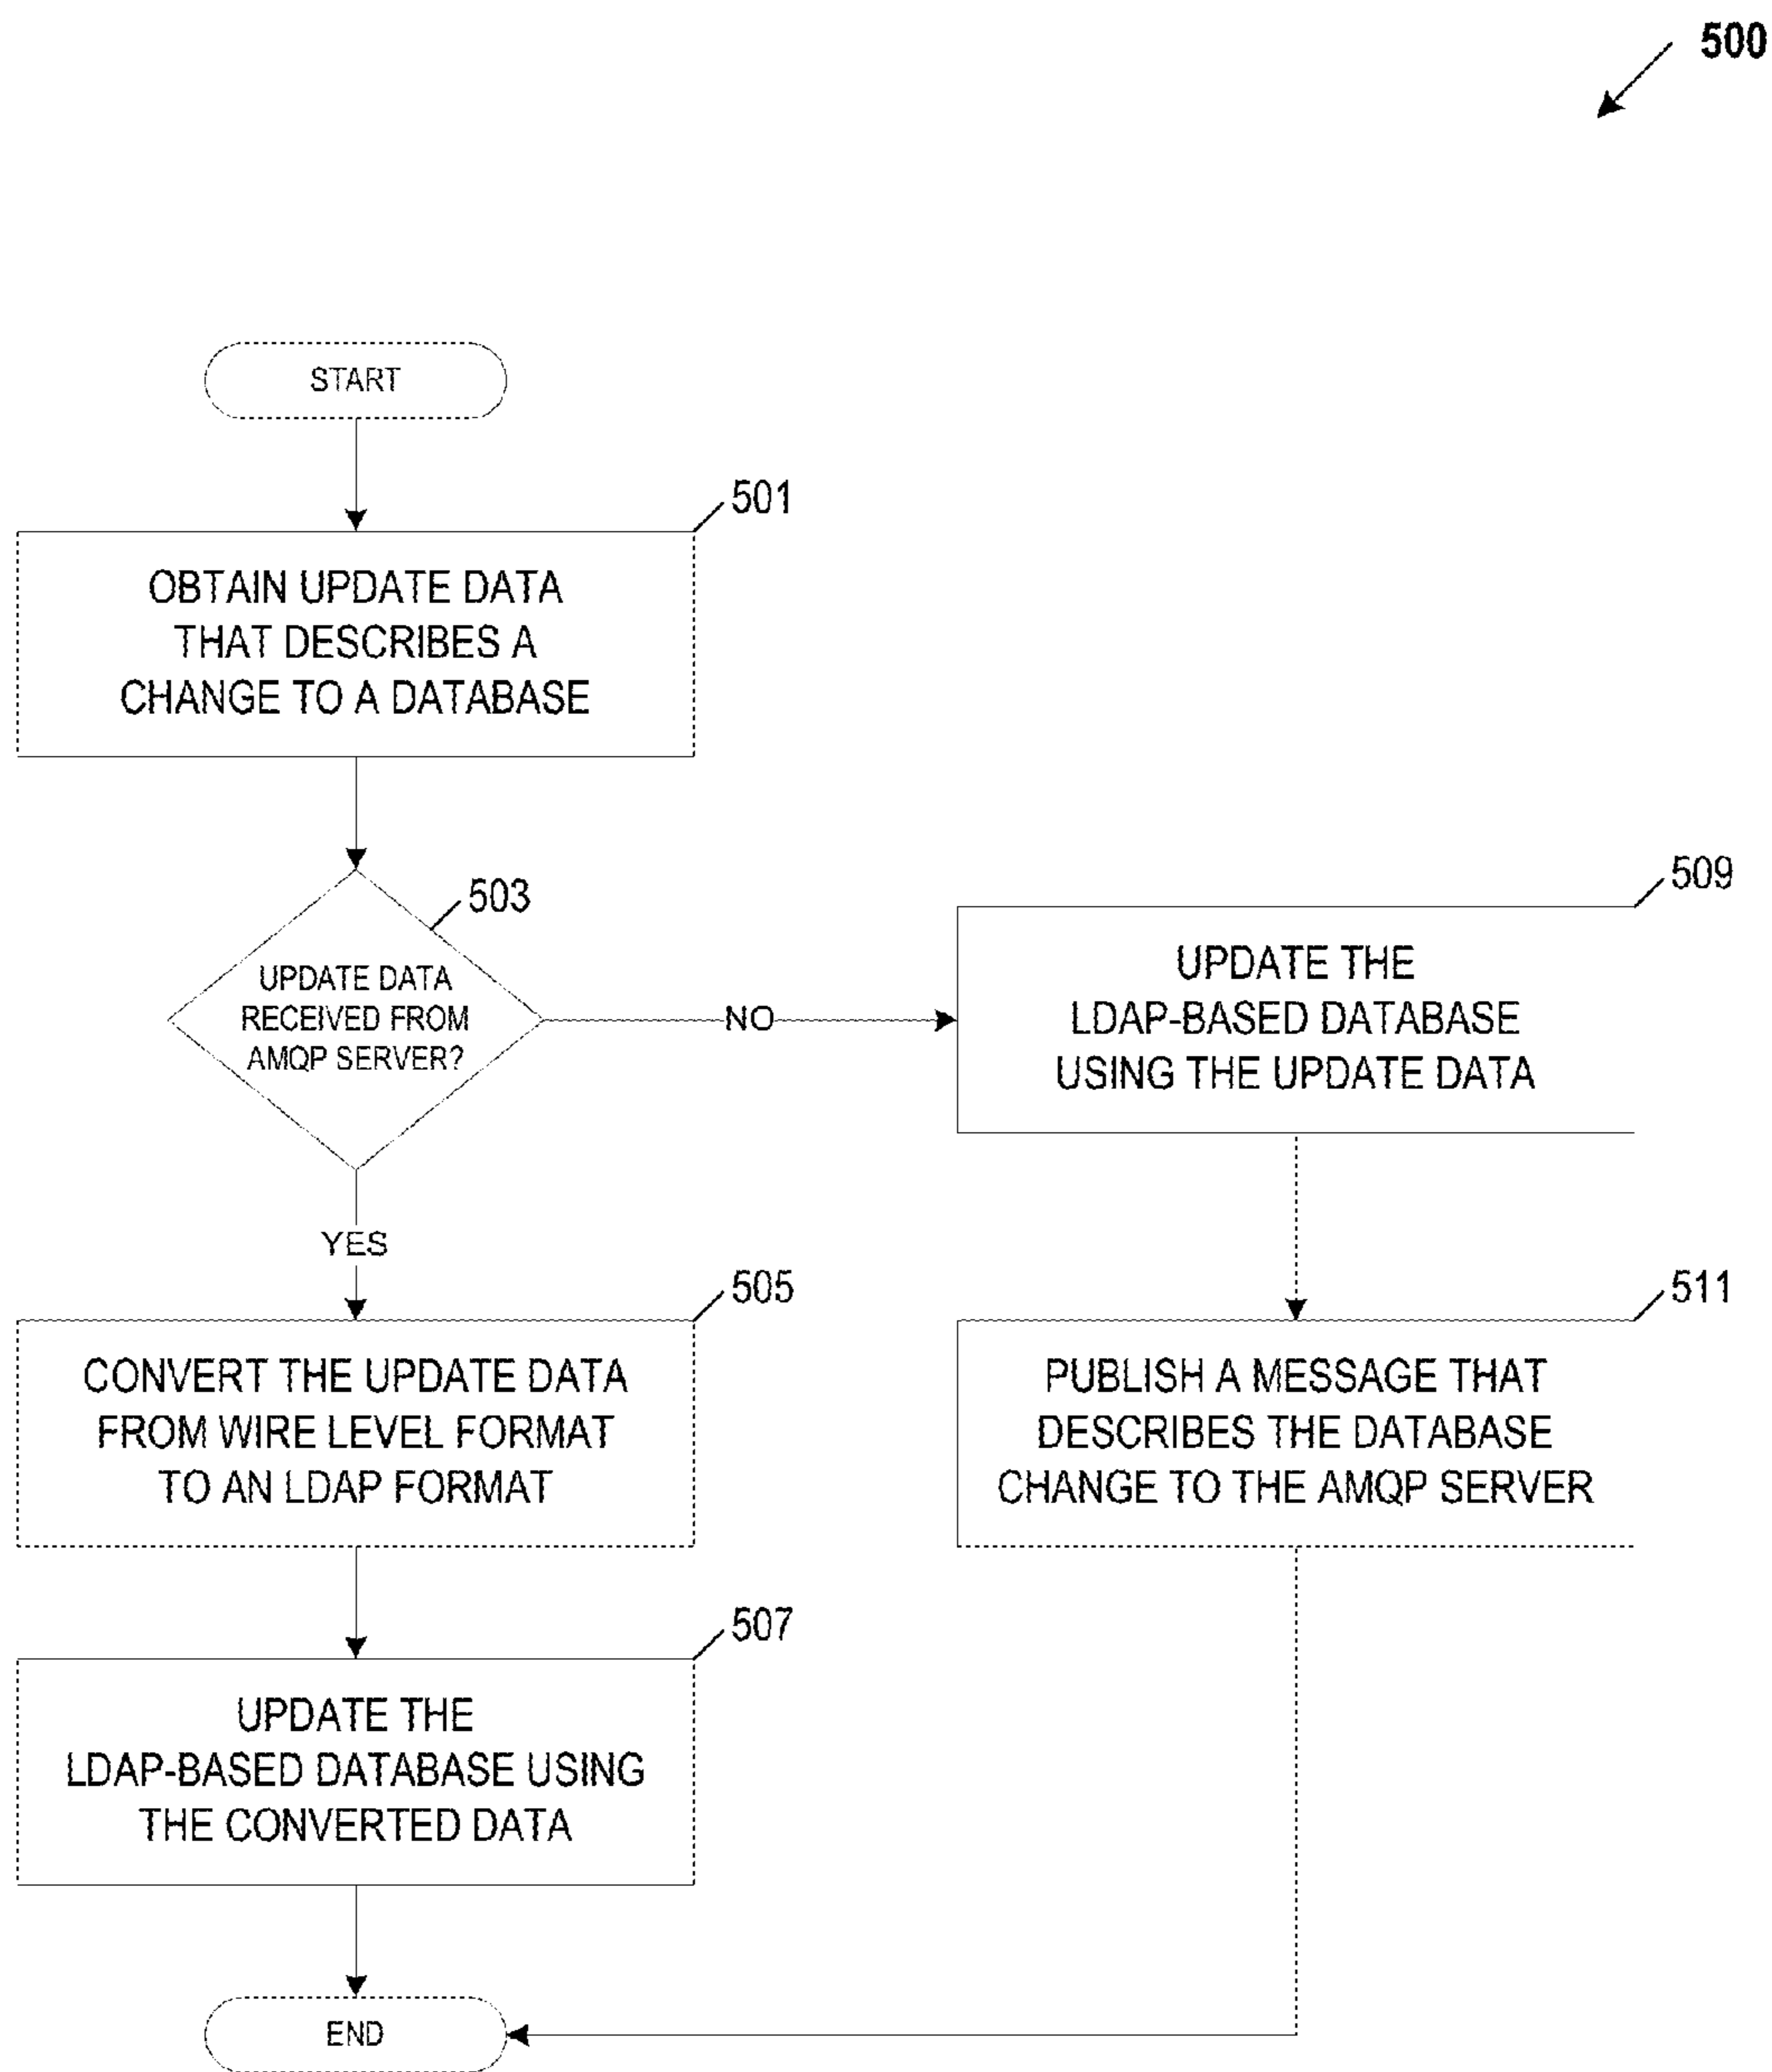 500
START
501
OBTAIN UPDATE DATA
THAT DESCRIBES A
CHANGE TO A DATABASE
503
UPDATE DATA
RECEIVED FROM
AMQP SERVER?
NO
509
UPDATE THE
LDAP-BASED DATABASE
USING THE UPDATE DATA
YES
505
CONVERT THE UPDATE DATA
FROM WIRE LEVEL FORMAT
TO AN LDAP FORMAT
511
PUBLISH A MESSAGE THAT
DESCRIBES THE DATABASE
CHANGE TO THE AMQP SERVER
507
UPDATE THE
LDAP-BASED DATABASE USING
THE CONVERTED DATA
END